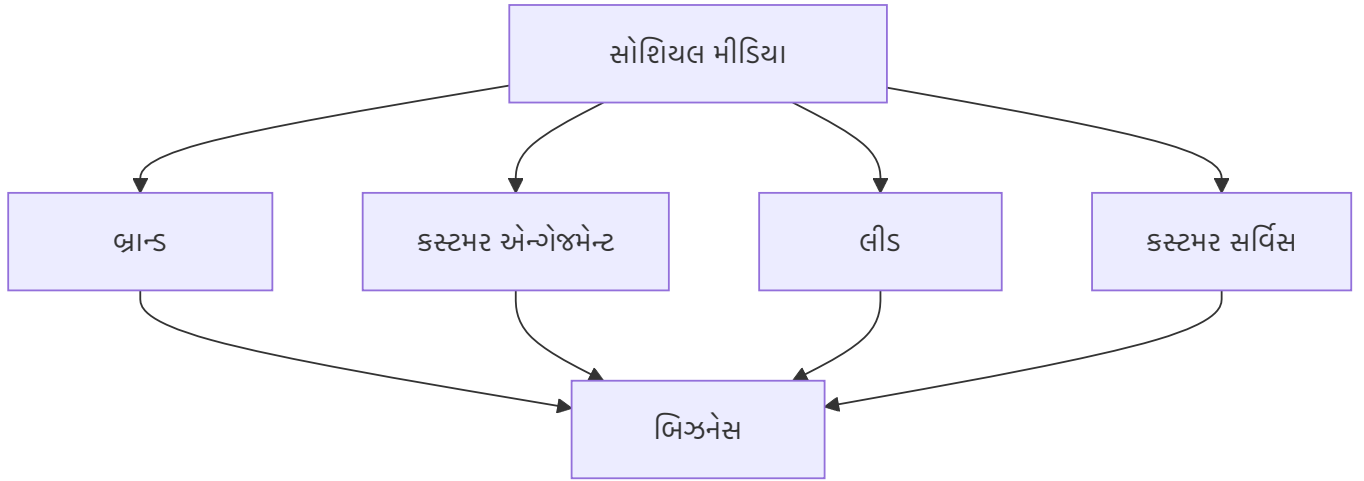 સોશિયલ મીડિયા
બ્રાન્ડ
કસ્ટમર એન્ગેજમેન્ટ
લીડ
કસ્ટમર સર્વિસ
બિઝનેસ